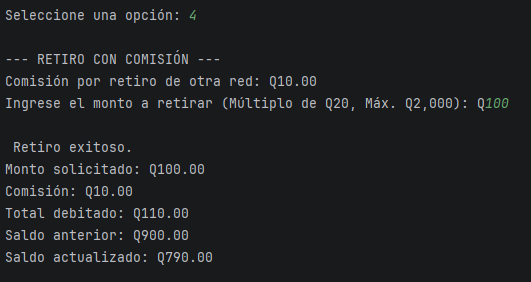 Seleccione una opción: 4
--- RETIRO CON COMISIÓN ---
Comisión por retiro de otra red: Q10.00
Ingrese el monto a retirar (Múltiplo de Q20, Máx. Q2,000): Q100
Retiro exitoso.
Monto solicitado: Q100.00
Comisión: Q10.00
Total debitado: Q110.00
Saldo anterior: Q900.00
Saldo actualizado: Q790.00